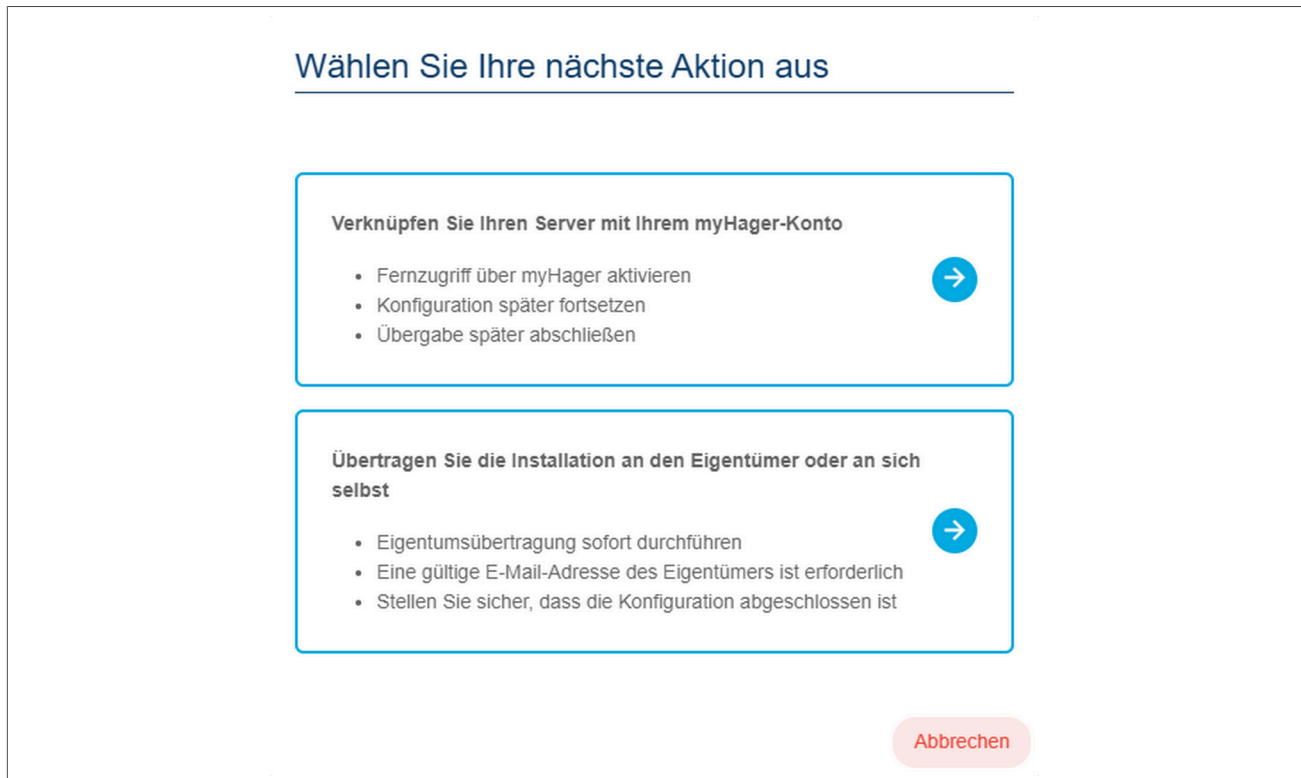 Wählen Sie Ihre nächste Aktion aus
Verknüpfen Sie Ihren Server mit Ihrem myHager-Konto
• Fernzugriff über myHager aktivieren
• Konfiguration später fortsetzen
• Übergabe später abschließen
Übertragen Sie die Installation an den Eigentümer oder an sich
selbst
• Eigentumsübertragung sofort durchführen
• Eine gültige E-Mail-Adresse des Eigentümers ist erforderlich
• Stellen Sie sicher, dass die Konfiguration abgeschlossen ist
Abbrechen